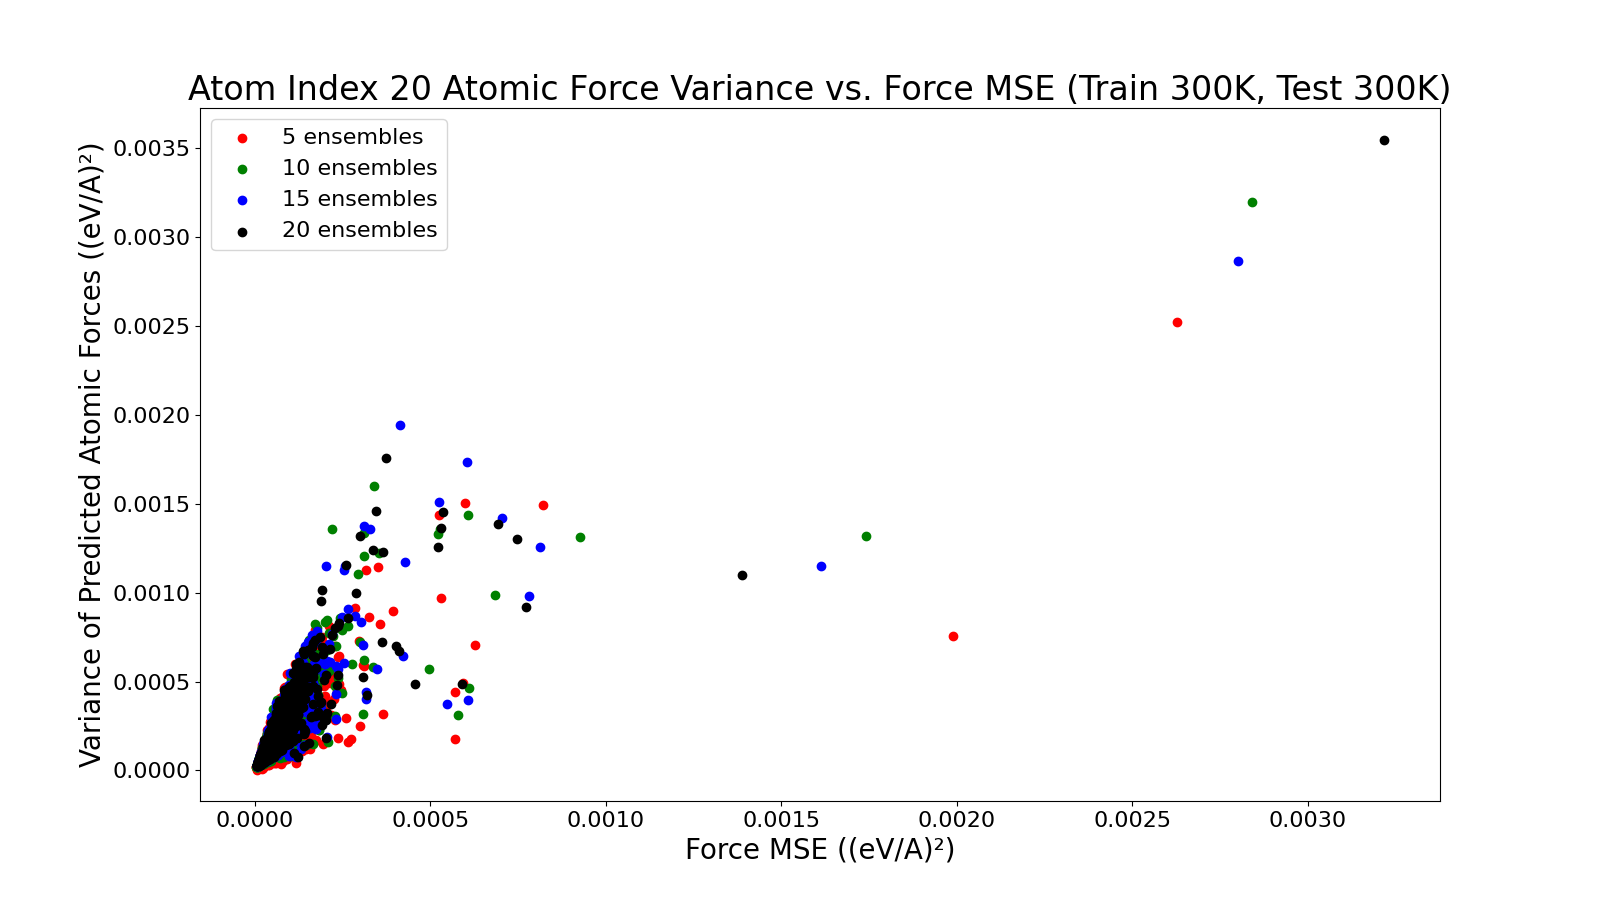 Atom Index 20 Atomic Force Variance vs. Force MSE (Train 300K, Test 300K)
5 ensembles
10 ensembles
15 ensembles
20 ensembles
Variance of Predicted Atomic Forces ((eV/A)²)
0.0035
0.0030
0.0025
0.0020
0.0015
0.0010
0.0005
0.0000
0.0000 0.0005 0.0010 0.0015 0.0020 0.0025 0.0030
Force MSE ((eV/A)²)